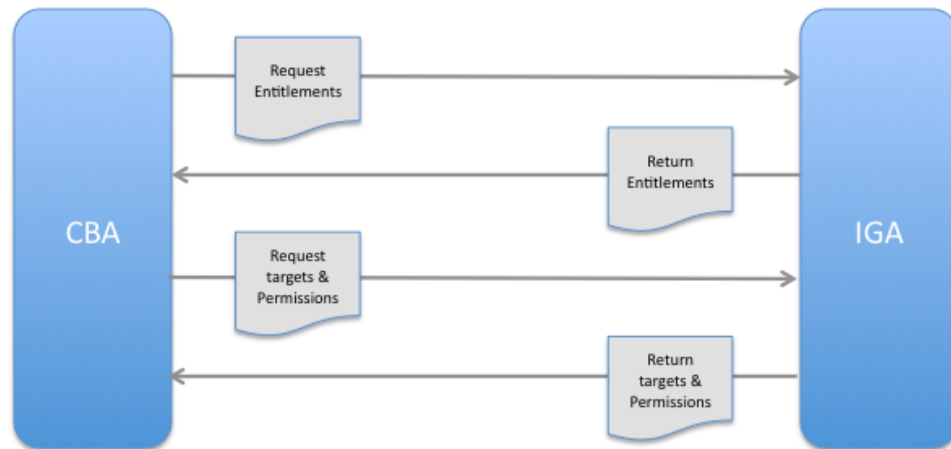 Request
Entitlements
Return
Entitlements
CBA
IGA
Request
targets &
Permissions
Return
targets &
Permissions